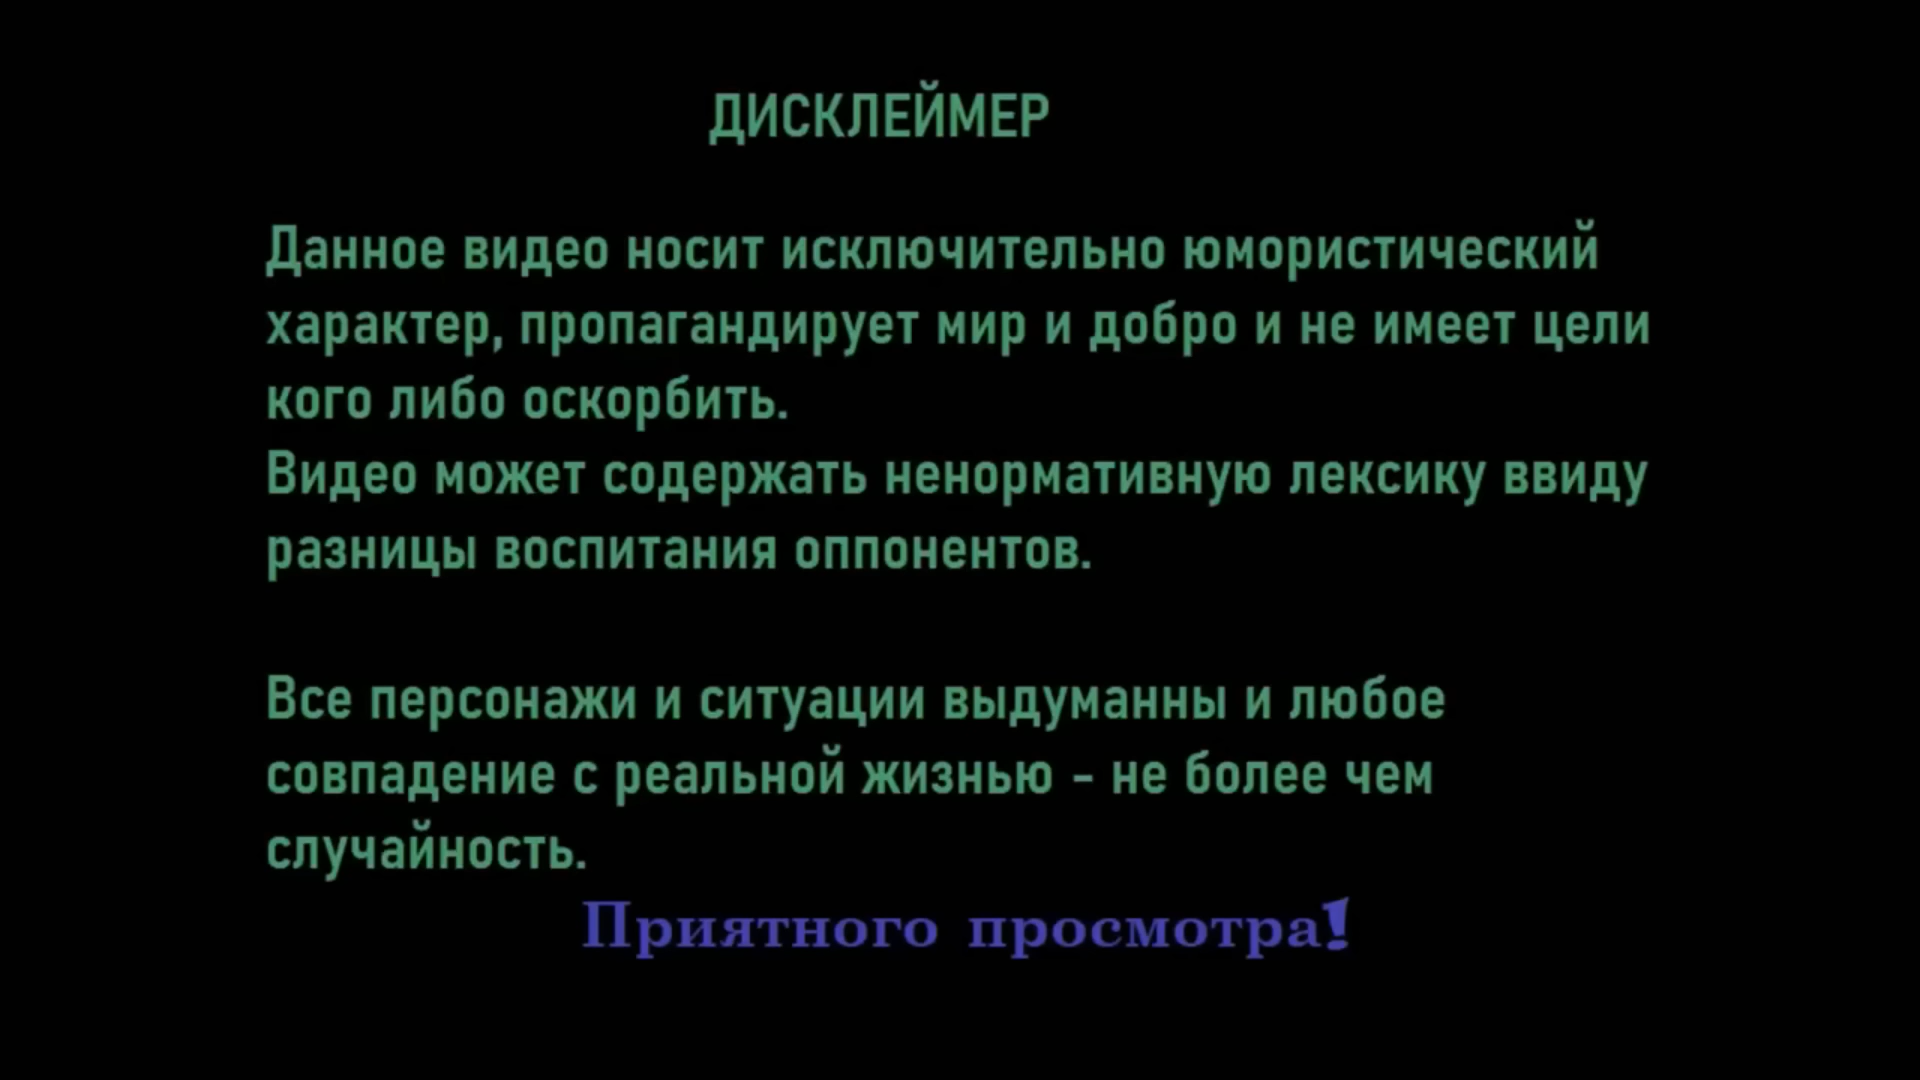 ДИСКЛЕЙМЕР
Данное видео носит исключительно юмористический
характер, пропагандирует мир и добро и не имеет цели
кого либо оскорбить.
Видео может содержать ненормативную лексику ввиду
разницы воспитания оппонентов.
Все персонажи и ситуации выдуманны и любое
совпадение с реальной жизнью - не более чем
случайность.
Приятного просмотра!